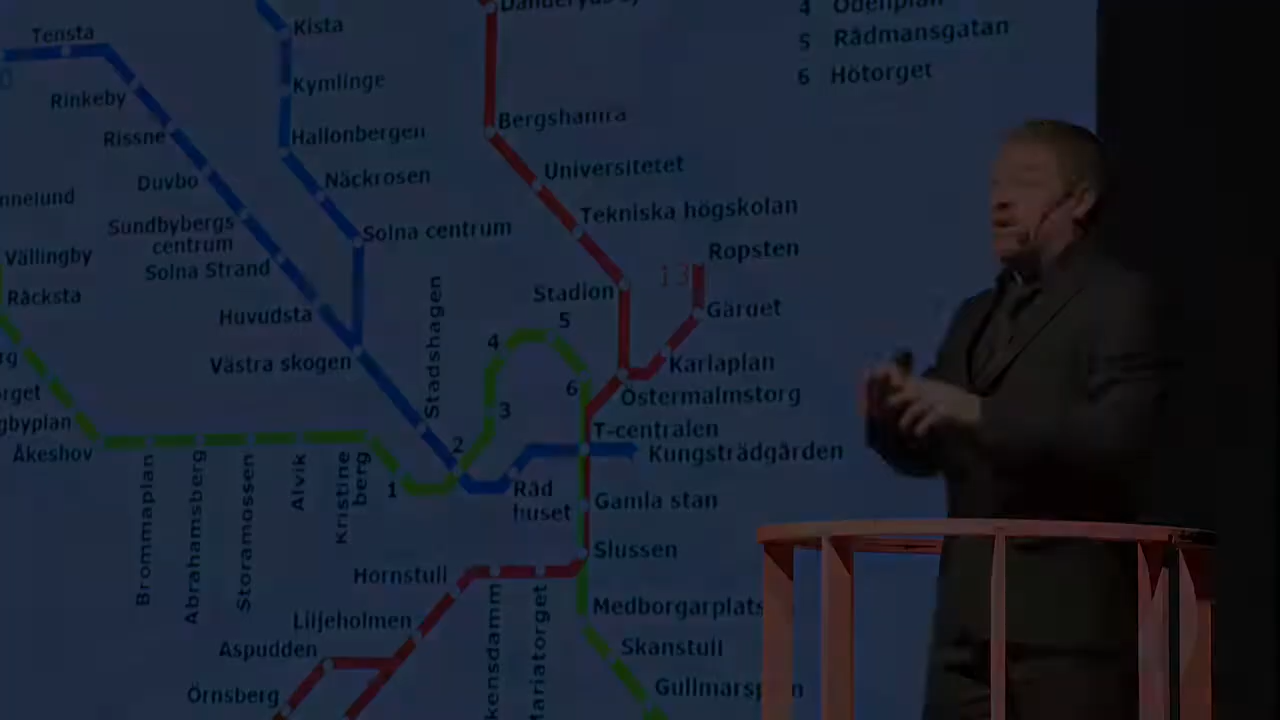 Kista
Tensta
Kymlinge
Rinkeby
Rissne
Hallonbergen
Duvbo
Näckrosen
Sundbybergs
centrum
Solna centrum
Solna Strand
Huvudsta
Västra skogen
Stadshagen
Vällingby
Råcksta
Åkeshov
Brommaplan
Abrahamsberg
Storamossen
Alvik
Kristine
berg
1
2
3
4
5
6
Bergshamra
Universitetet
Tekniska högskolan
Ropsten
13
Stadion
Gärdet
Karlaplan
Östermalmstorg
T-centralen
Kungsträdgården
Råd
huset
Gamla stan
Slussen
Hornstull
Liljeholmen
Aspudden
Örnsberg
Mariatorget
Medborgarplats
Skanstull
4 Odenplan
5 Rådmansgatan
6 Hötorget